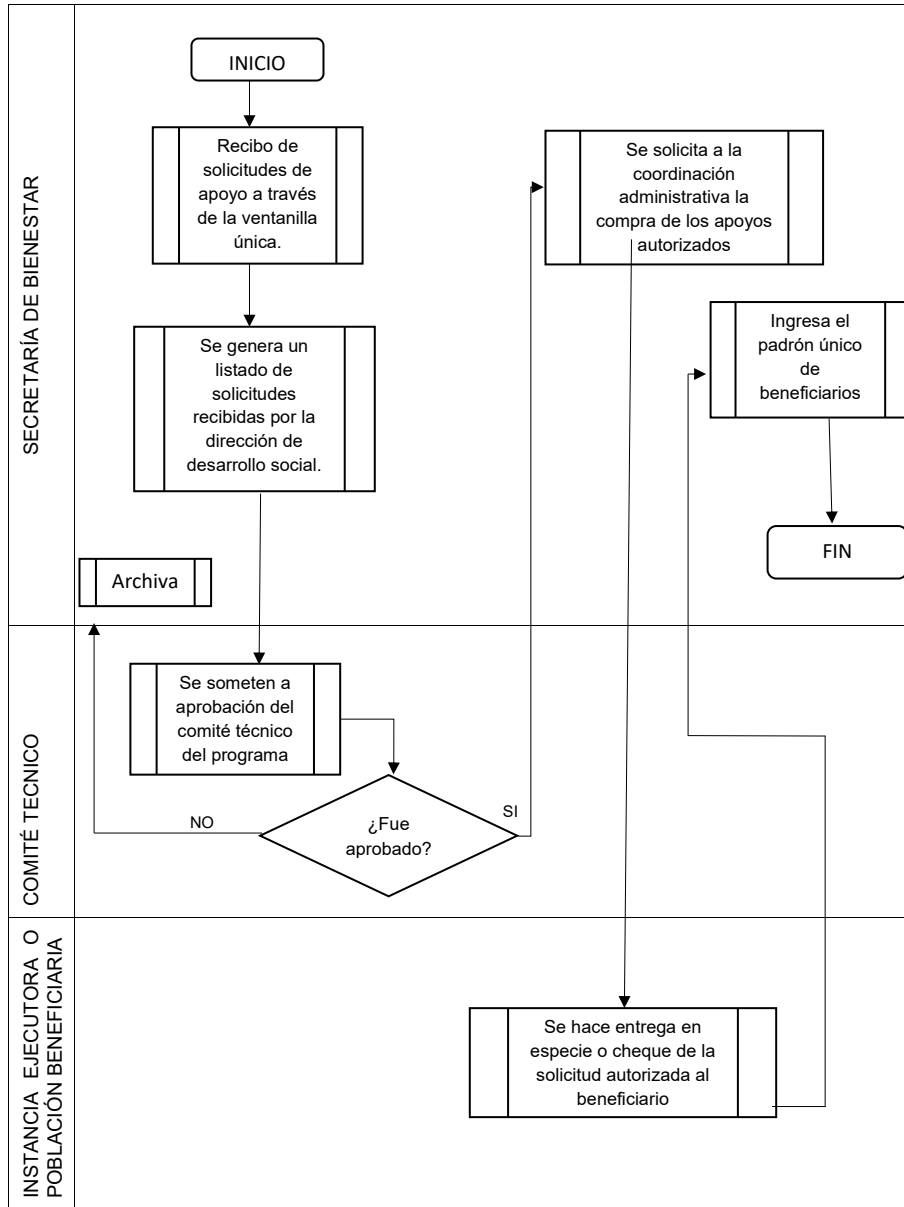 SECRETARÍA DE BIENESTAR
INICIO
Recibo de
solicitudes de
apoyo a través
de la ventanilla
única.
Se genera un
listado de
solicitudes
recibidas por la
dirección de
desarrollo social.
Archiva
Se solicita a la
coordinación
administrativa la
compra de los apoyos
autorizados
Ingresa el
padrón único
de
beneficiarios
FIN
COMITÉ TECNICO
Se someten a
aprobación del
comité técnico
del programa
¿Fue
aprobado?
NO
SI
INSTANCIA EJECUTORA O
POBLACIÓN BENEFICIARIA
Se hace entrega en
especie o cheque de la
solicitud autorizada al
beneficiario